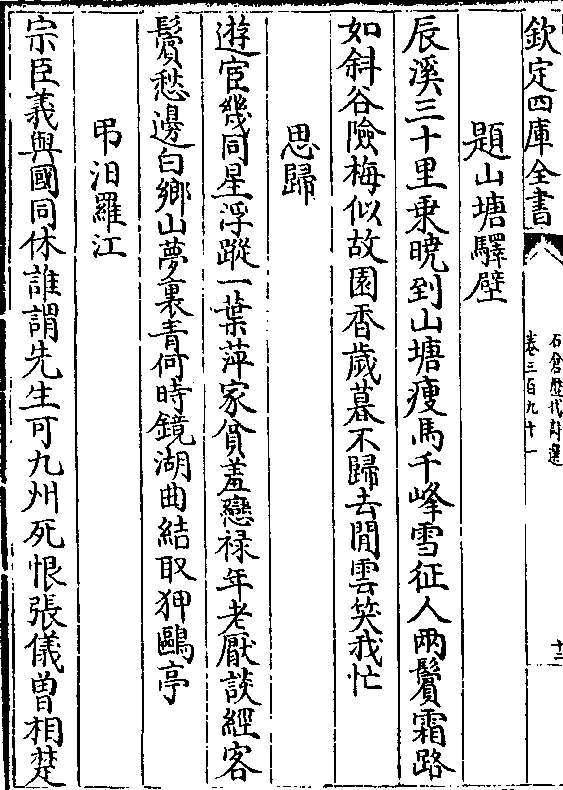 欽定四庫全書
石倉歷代詩選
卷三百九十一
十三
題山塘驛壁
辰溪三十里乗曉到山塘瘦馬千峰雪征人兩鬢霜路
如斜谷險梅似故園香歲暮不歸去閒雲笑我忙
思歸
遊宦幾同星浮蹤一葉萍家貧羞戀禄年老厭談經客
鬢愁邊白鄉山夢裏青何時鏡湖曲結取狎鷗亭
弔汨羅江
宗臣義與國同休誰謂先生可九州死恨張儀曽相楚